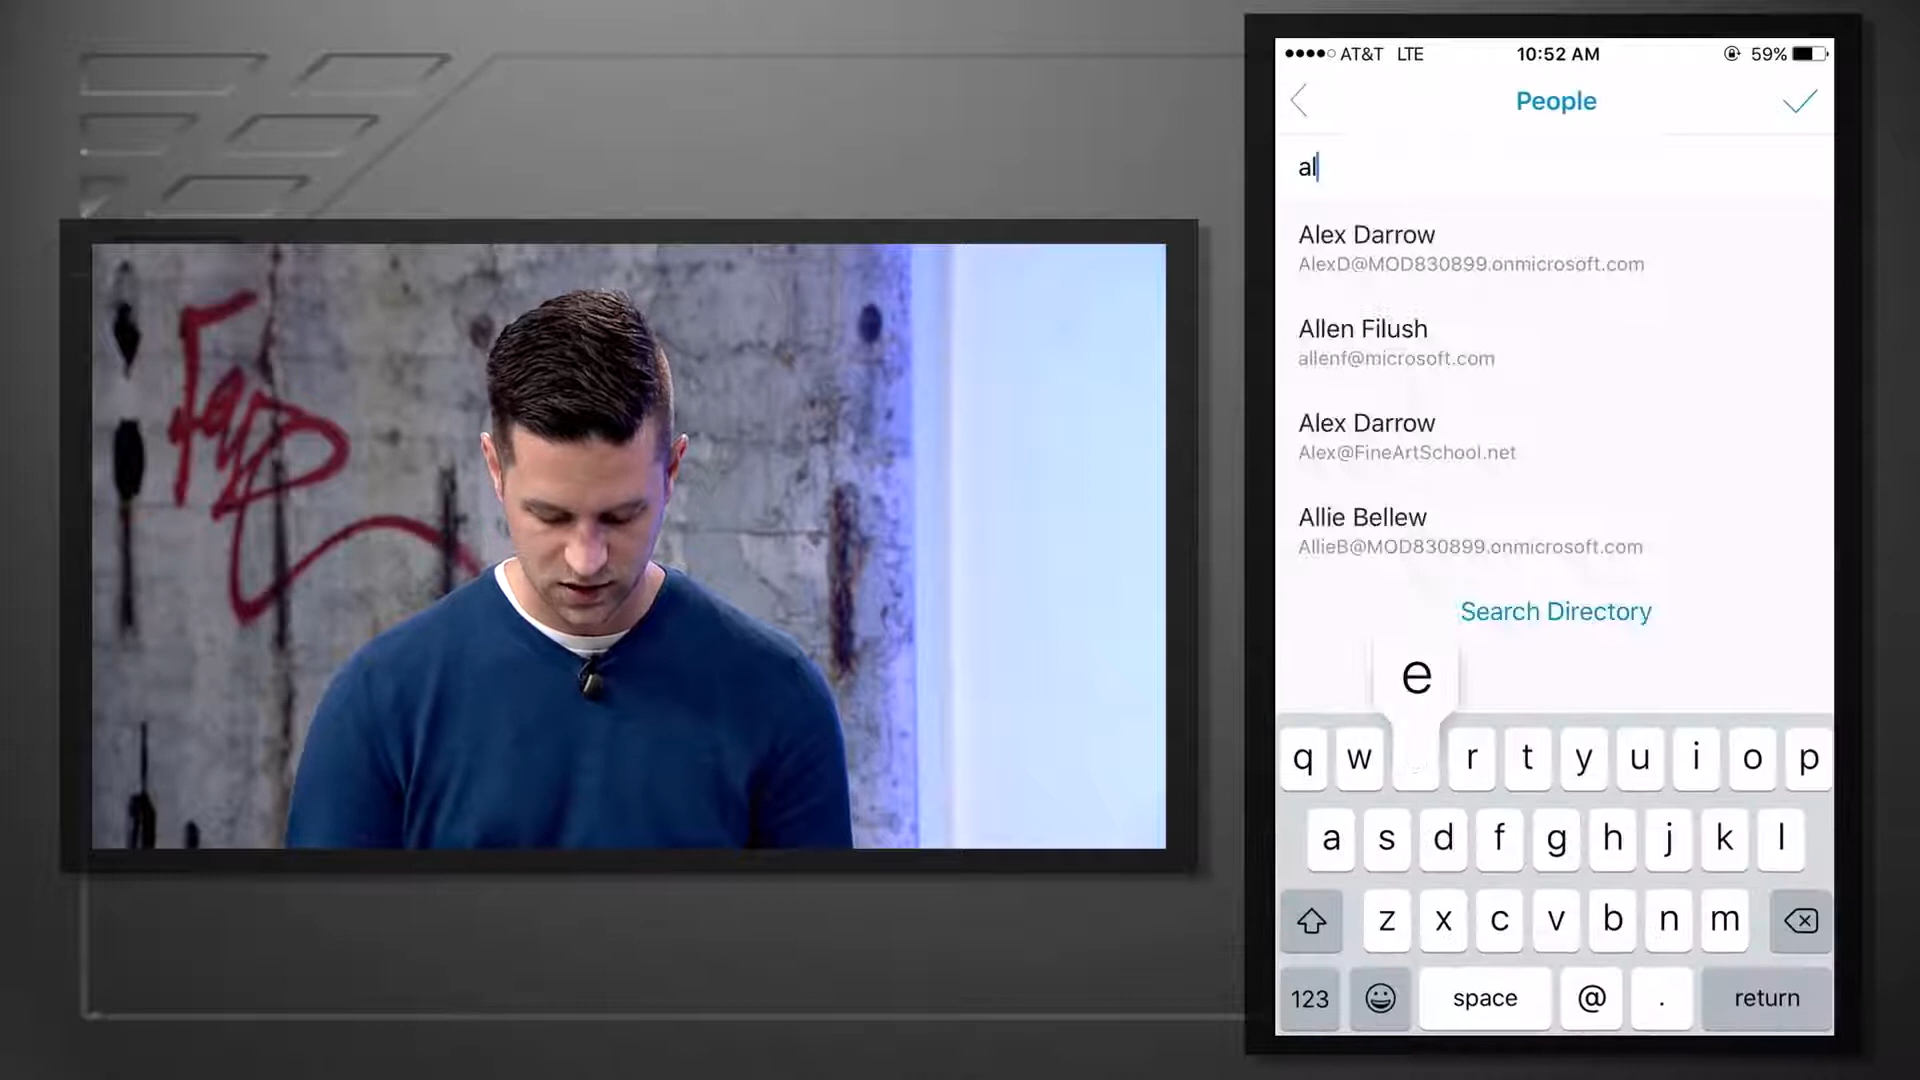 AT&T LTE 10:52 AM 59%
People
al
Alex Darrow
AlexD@MOD830899.onmicrosoft.com
Allen Filush
allenf@microsoft.com
Alex Darrow
Alex@FineArtSchool.net
Allie Bellew
AllieB@MOD830899.onmicrosoft.com
Search Directory
e
q w r t y u i o p
a s d f g h j k l
z x c v b n m
123 space @ . return